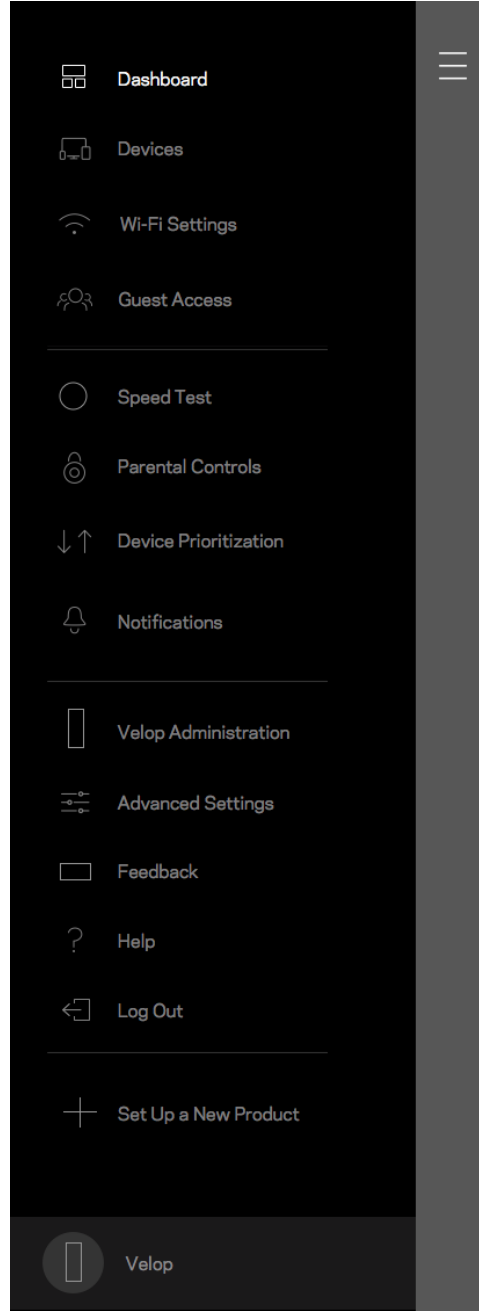 Dashboard
Devices
Wi-Fi Settings
Guest Access
Speed Test
Parental Controls
Device Prioritization
Notifications
Velop Administration
Advanced Settings
Feedback
Help
Log Out
Set Up a New Product
Velop